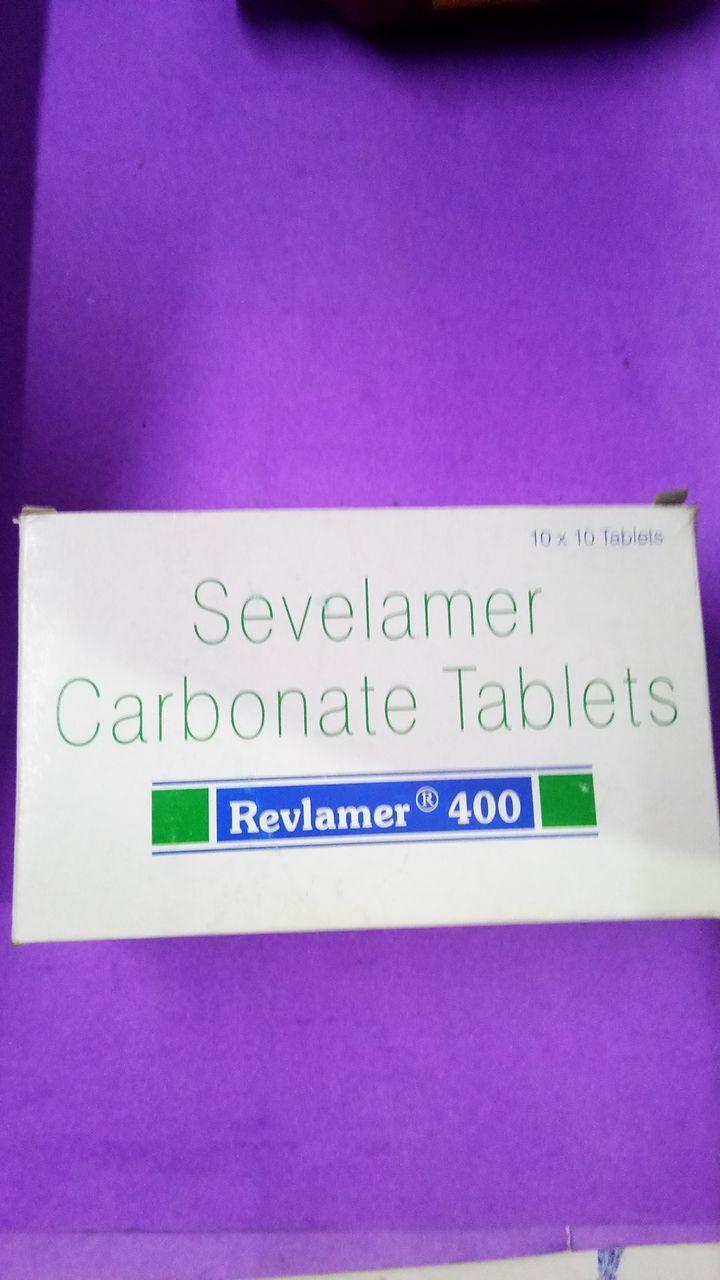 10 x 10 Tablets
Sevelamer
Carbonate Tablets
Revlamer® 400